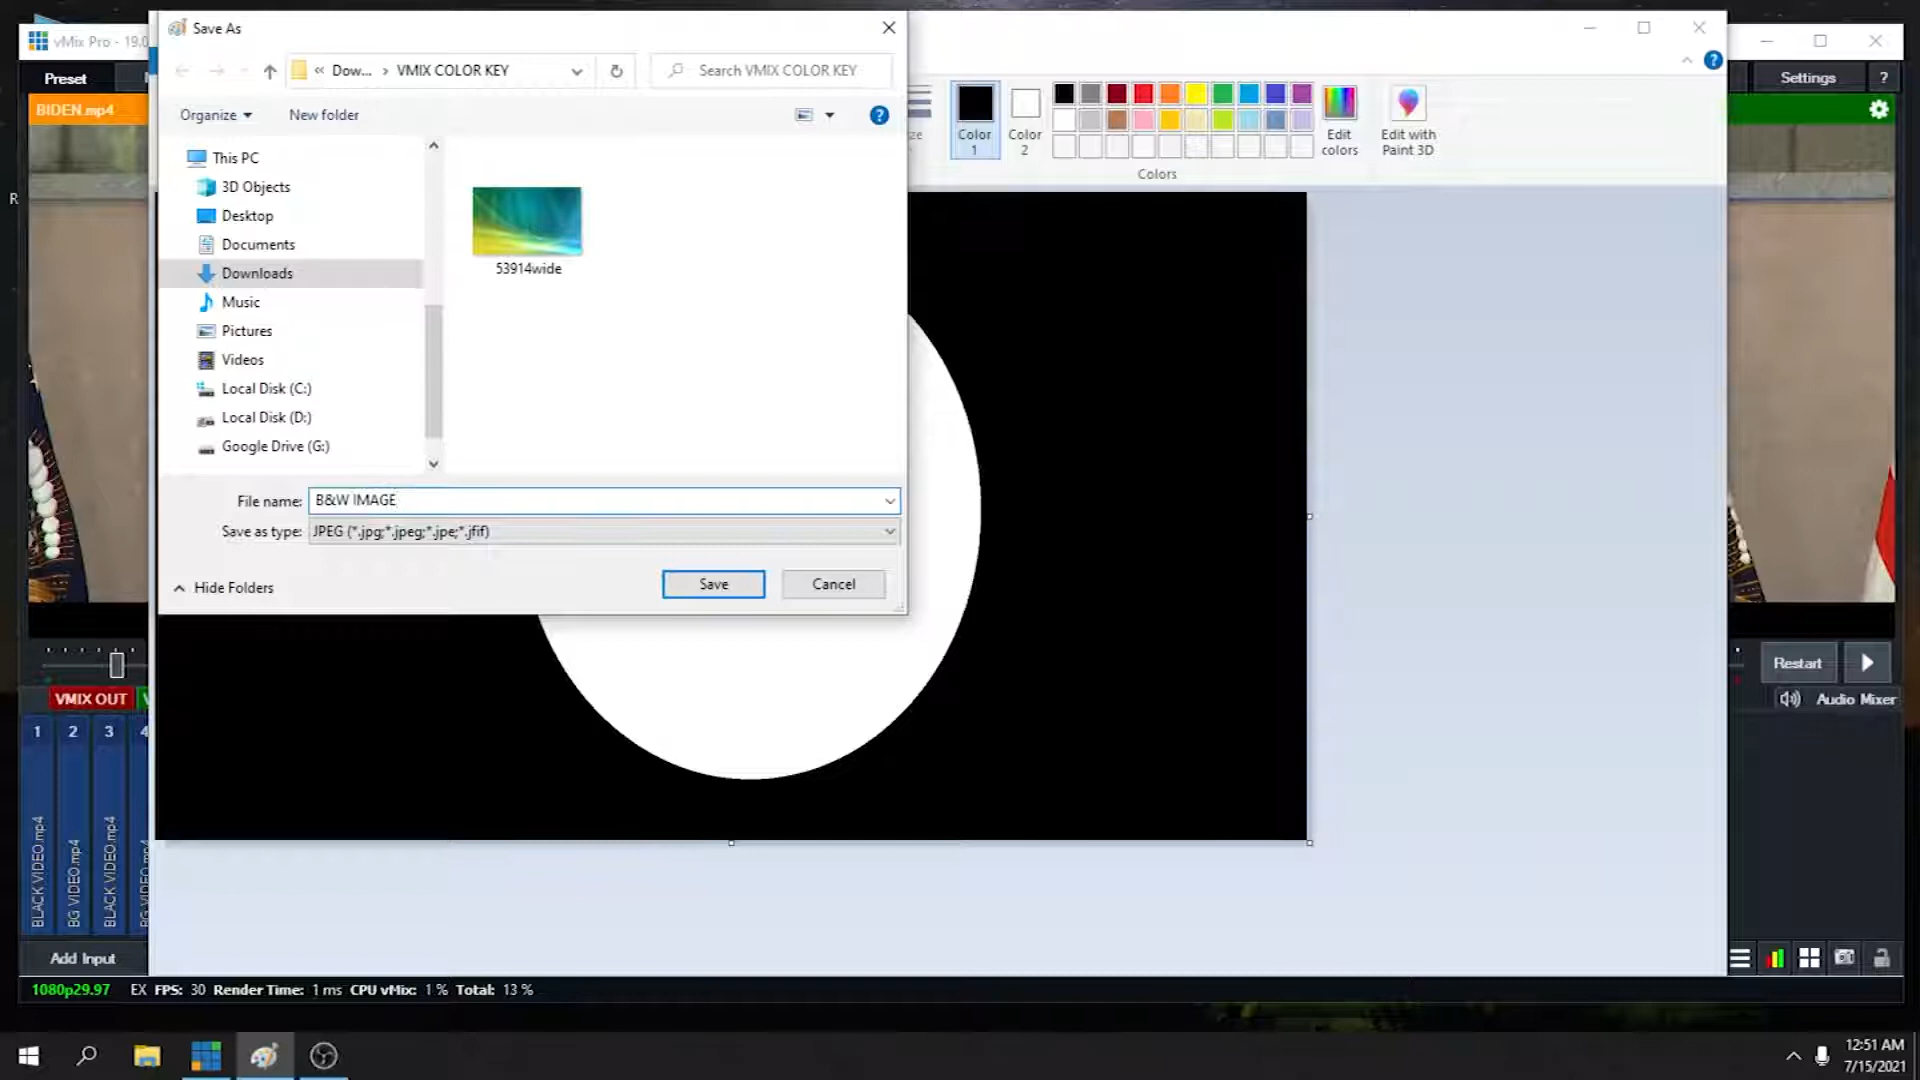 vMix Pro - 19.0
Save As
Preset
Dow...
VMIX COLOR KEY
Search VMIX COLOR KEY
Settings
?
BIDEN.mp4
Organize
New folder
Color 1
Color 2
Edit colors
Edit with Paint 3D
Colors
This PC
3D Objects
Desktop
Documents
Downloads
Music
Pictures
Videos
Local Disk (C:)
Local Disk (D:)
Google Drive (G:)
53914wide
R
File name:
B&W IMAGE
Save as type:
JPEG (*.jpg;*.jpeg;*.jpe;*.jfif)
Hide Folders
Save
Cancel
Restart
VMIX OUT
Audio Mixer
1
2
3
4
BLACK VIDEO.mp4
BG VIDEO.mp4
BLACK VIDEO.mp4
BG VIDEO.mp4
Add Input
1080p29.97 EX FPS: 30 Render Time: 1 ms CPU vMix: 1 % Total: 13 %
12:51 AM
7/15/2021